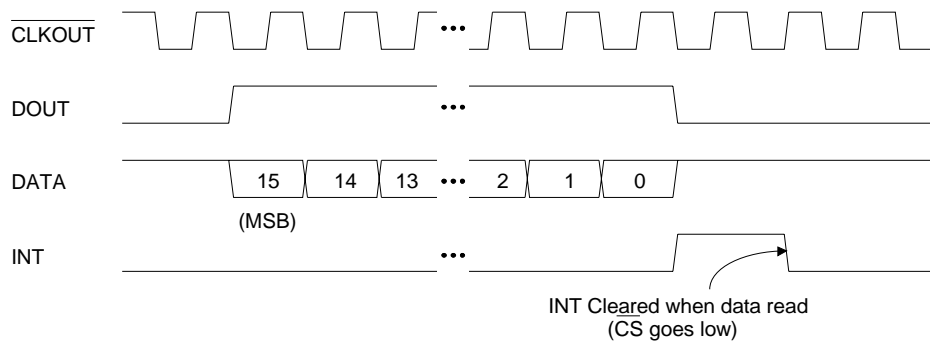 CLKOUT
•••
DOUT
•••
DATA 15 14 13 ••• 2 1 0
(MSB)
INT
•••
INT Cleared when data read
(CS goes low)